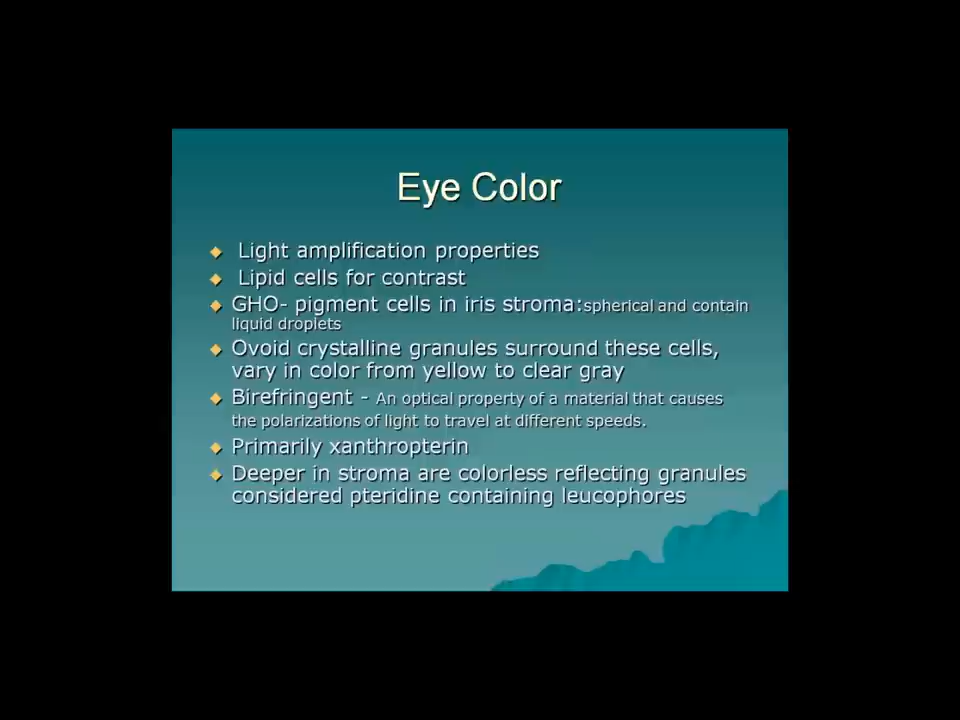 Eye Color
Light amplification properties
Lipid cells for contrast
GHO- pigment cells in iris stroma:spherical and contain
liquid droplets
Ovoid crystalline granules surround these cells,
vary in color from yellow to clear gray
Birefringent - An optical property of a material that causes
the polarizations of light to travel at different speeds.
Primarily xanthropterin
Deeper in stroma are colorless reflecting granules
considered pteridine containing leucophores